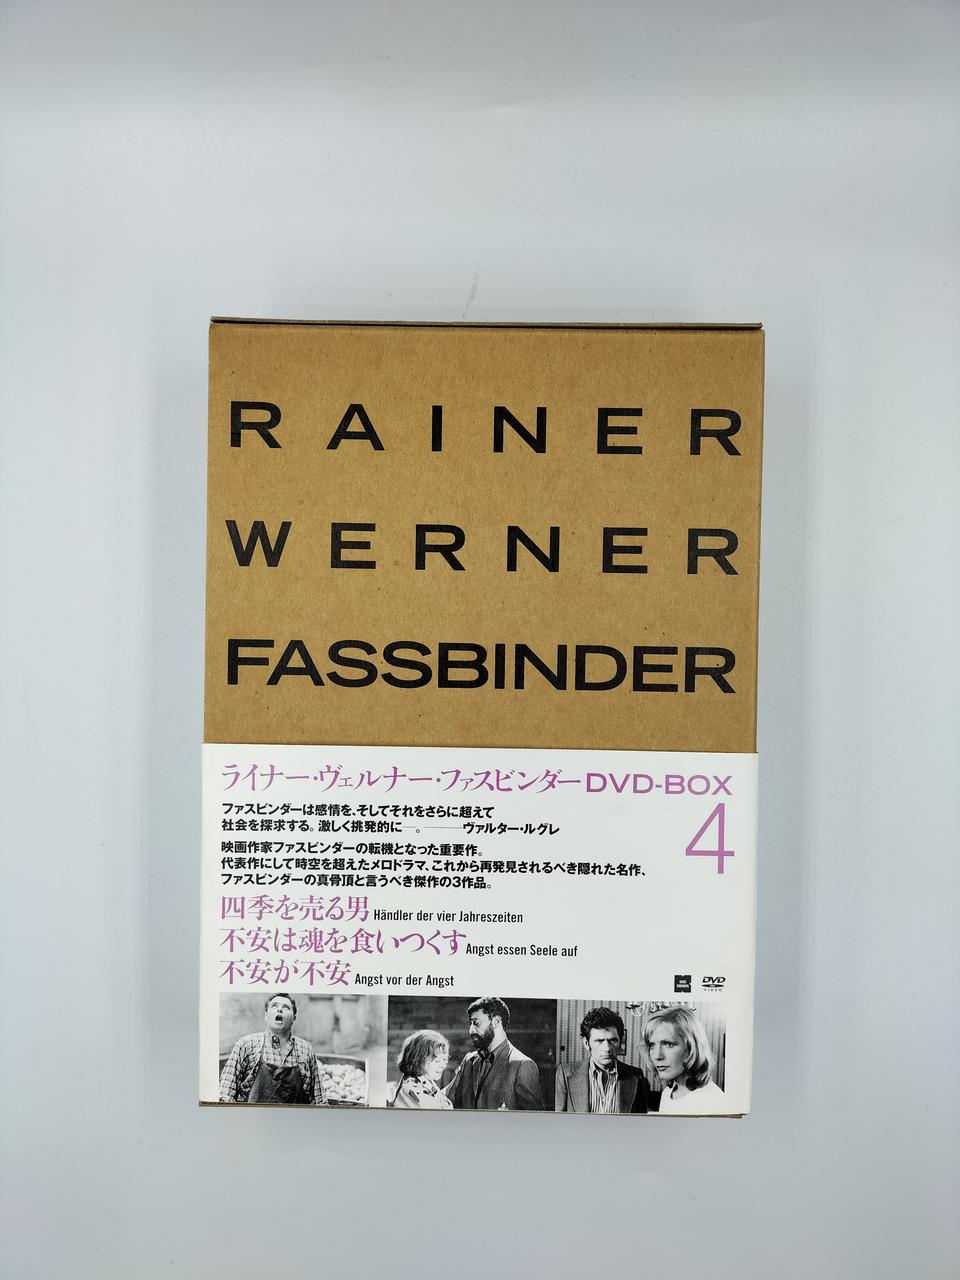 RAINER
WERNER
FASSBINDER
ライナー・ヴェルナー・ファスビンダーDVD-BOX
4
ファスビンダーは感情を、そしてそれをさらに超えて
社会を探求する。激しく挑発的に─。───ヴァルター・ルグレ
映画作家ファスビンダーの転機となった重要作。
代表作にして時空を超えたメロドラマ、これから再発見されるべき隠れた名作、
ファスビンダーの真骨頂と言うべき傑作の3作品。
四季を売る男 Händler der vier Jahreszeiten
不安は魂を食いつくす Angst essen Seele auf
不安が不安 Angst vor der Angst
DVD
VIDEO